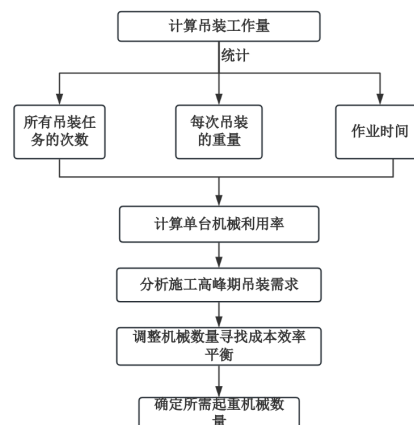 计算吊装工作量
统计
所有吊装任
务的次数
每次吊装
的重量
作业时间
计算单台机械利用率
分析施工高峰期吊装需求
调整机械数量寻找成本效率
平衡
确定所需起重机械数
量